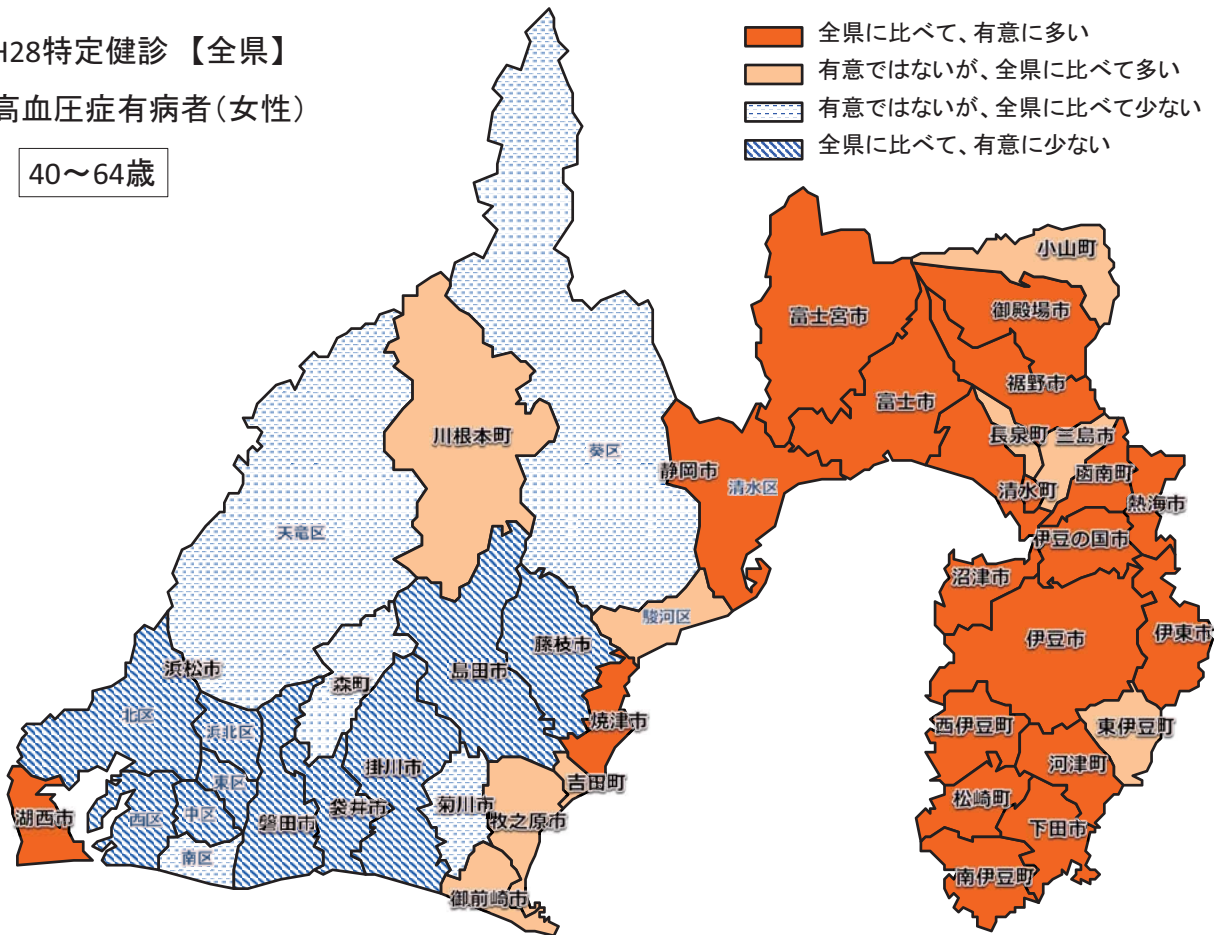 H28特定健診 【全県】
高血圧症有病者(女性)
40～64歳
全県に比べて、有意に多い
有意ではないが、全県に比べて多い
有意ではないが、全県に比べて少ない
全県に比べて、有意に少ない
小山町
富士宮市
御殿場市
裾野市
富士市
長泉町
三島市
川根本町
葵区
静岡市
清水区
函南町
清水町
熱海市
天竜区
伊豆の国市
沼津市
駿河区
藤枝市
伊豆市
伊東市
浜松市
島田市
森町
北区
浜北区
焼津市
西伊豆町
東伊豆町
掛川市
河津町
東区
吉田町
湖西市
西区
中区
磐田市
袋井市
菊川市
牧之原市
松崎町
下田市
南区
御前崎市
南伊豆町